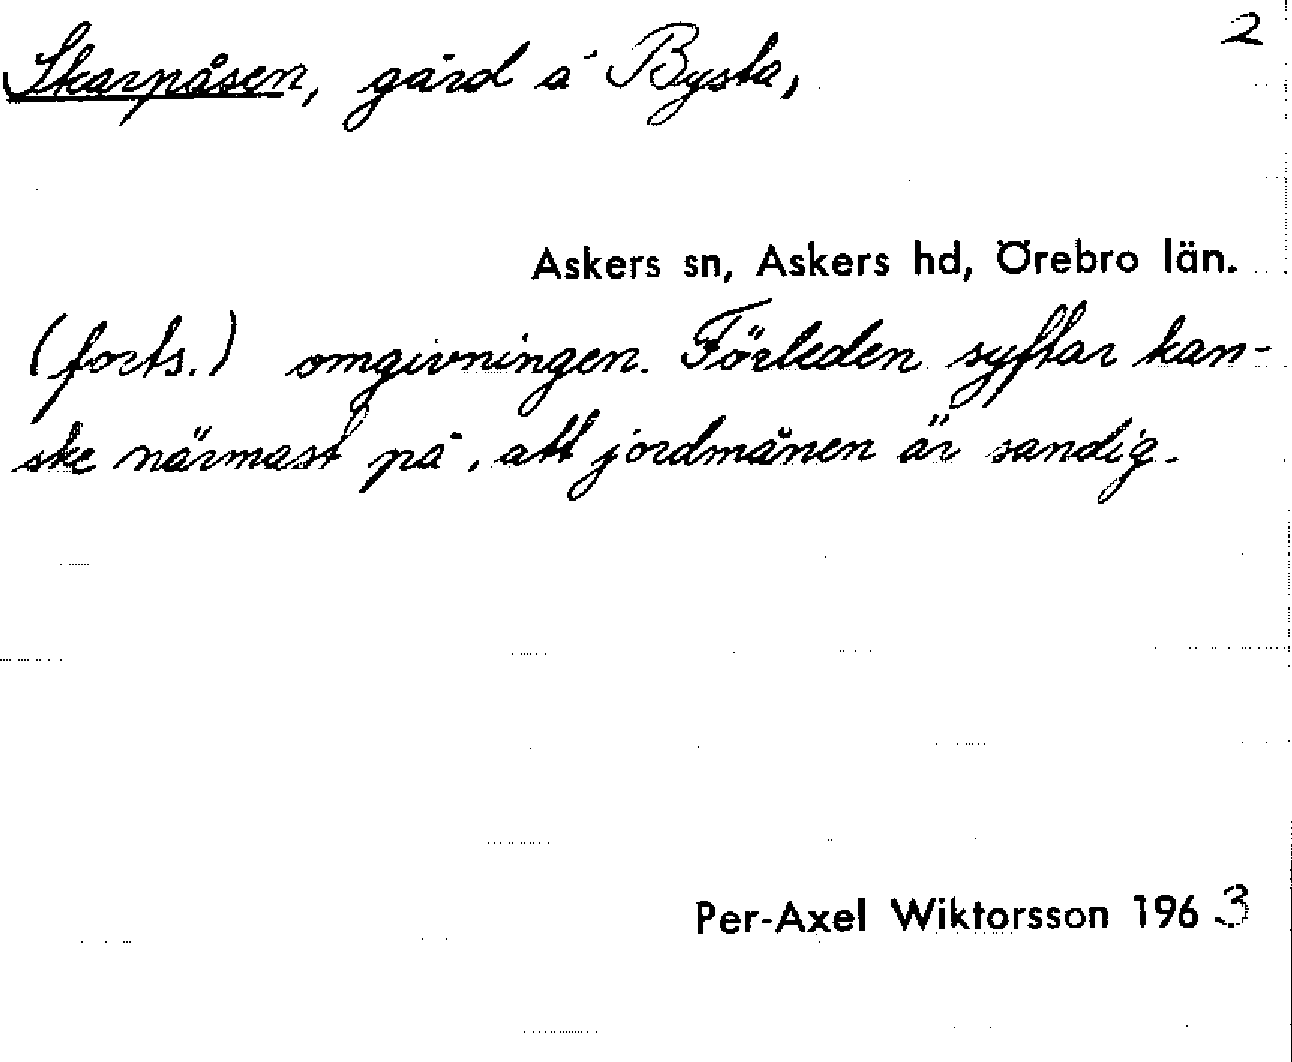 2
Skarpåsen, gård å Bysta,
Askers sn, Askers hd, Örebro län.
(forts.) omgivningen. Förleden syftar kan-
ske närmast på, att jordmånen är sandig.
Per-Axel Wiktorsson 1963